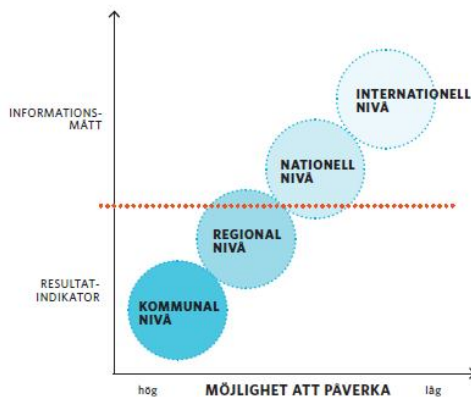 INTERNATIONELL
NIVÅ
INFORMATIONS-
MÅTT
NATIONELL
NIVÅ
REGIONAL
NIVÅ
RESULTAT-
INDIKATOR
KOMMUNAL
NIVÅ
hög MÖJLIGHET ATT PÅVERKA låg